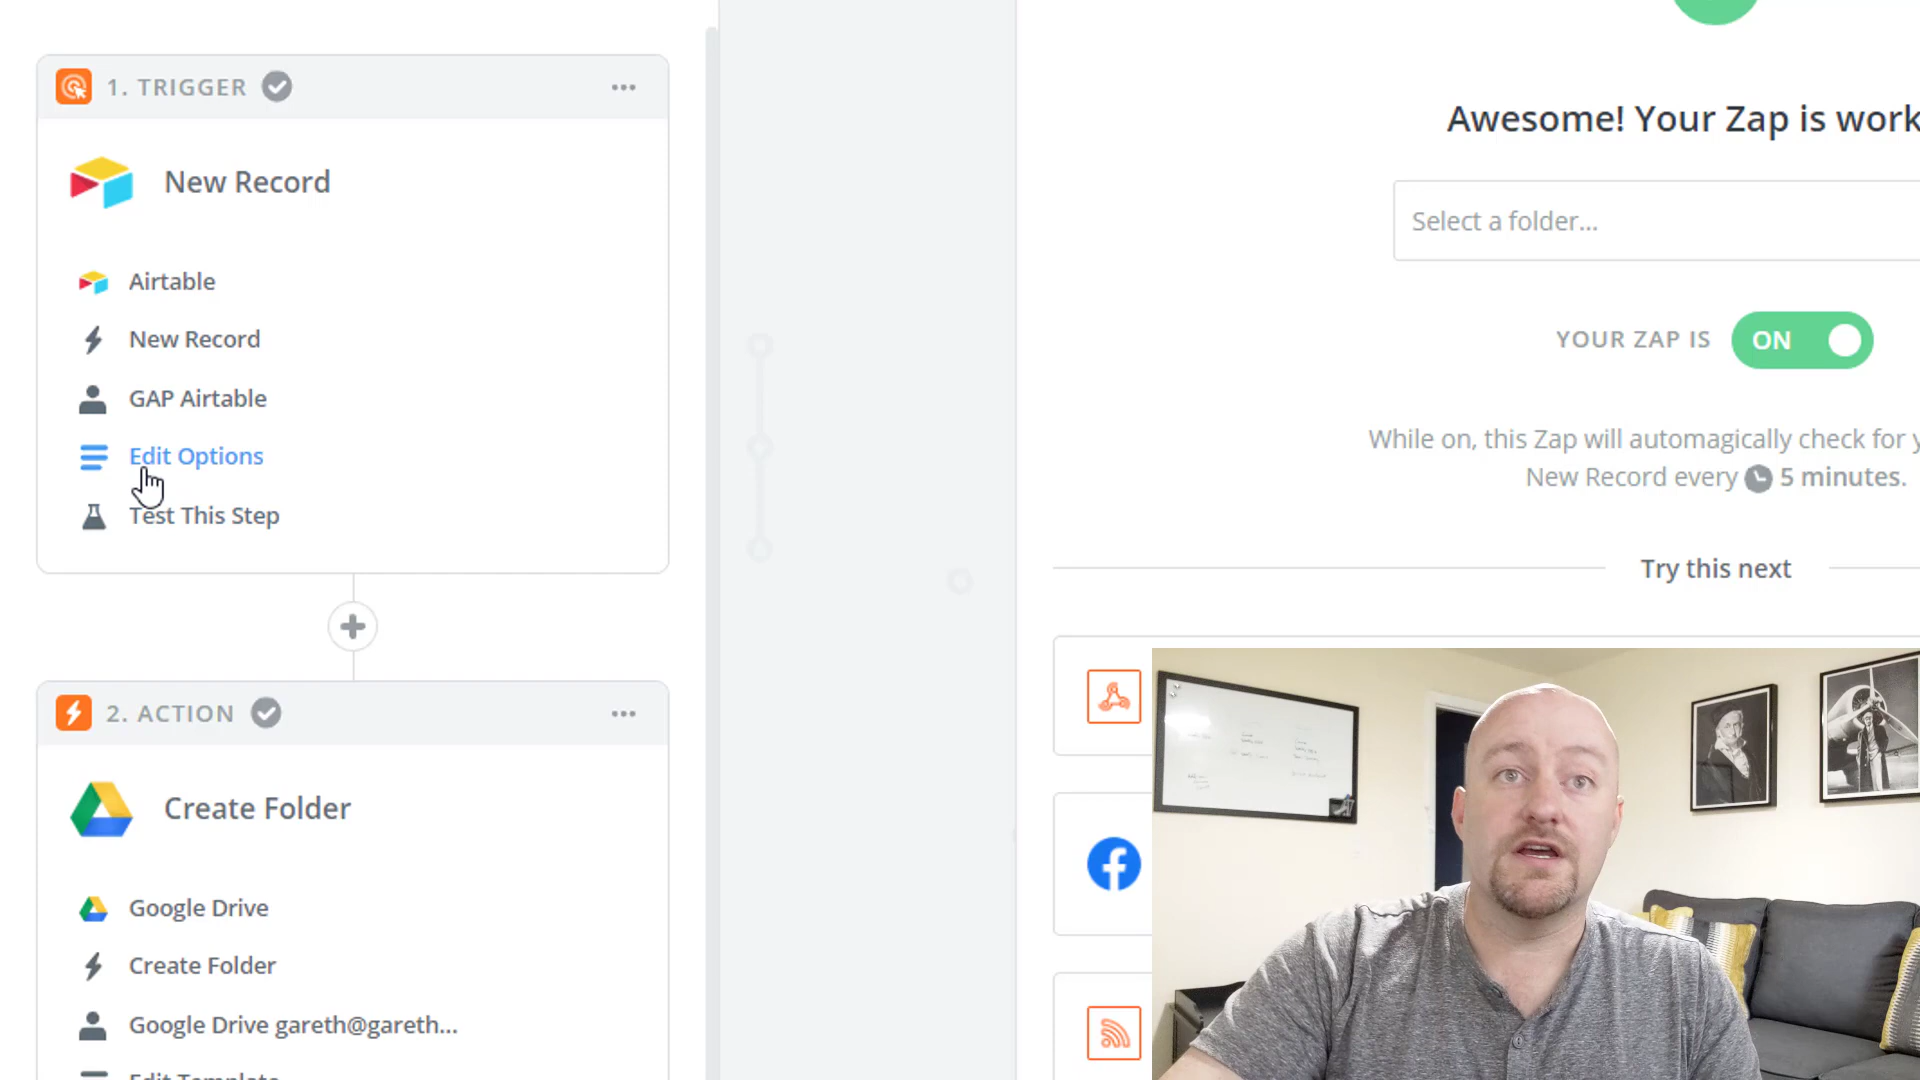 1. TRIGGER
New Record
Airtable
New Record
GAP Airtable
Edit Options
Test This Step
2. ACTION
Create Folder
Google Drive
Create Folder
Google Drive gareth@gareth...
Edit Template
Awesome! Your Zap is work
Select a folder...
YOUR ZAP IS ON
While on, this Zap will automagically check for y
New Record every 5 minutes.
Try this next